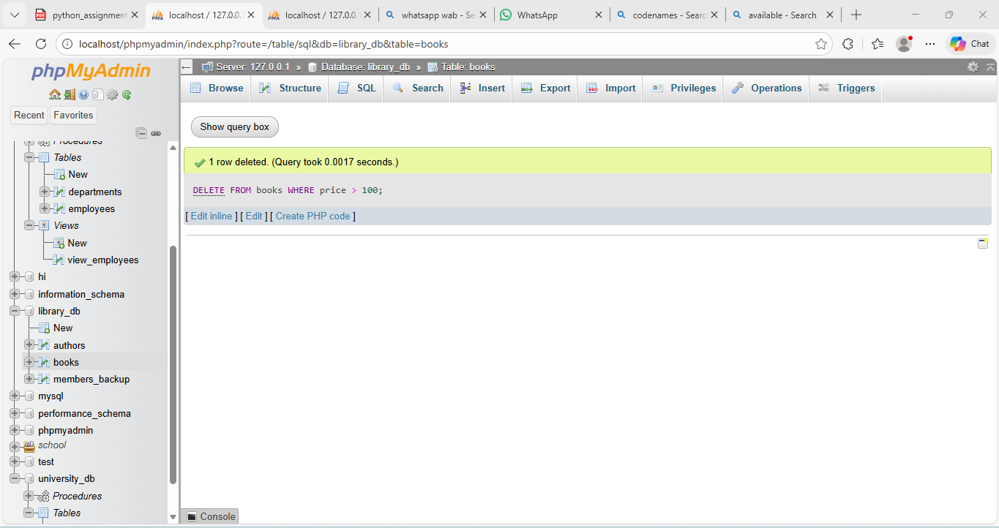 python_assignment
localhost / 127.0.0.1
localhost / 127.0.0.1
whatsapp wab - Se
WhatsApp
codenames - Searc
available - Search
localhost/phpmyadmin/index.php?route=/table/sql&db=library_db&table=books
Chat
phpMyAdmin
Recent
Favorites
Procedures
Tables
New
departments
employees
Views
New
view_employees
hi
information_schema
library_db
New
authors
books
members_backup
mysql
performance_schema
phpmyadmin
school
test
university_db
Procedures
Tables
Server: 127.0.0.1 » Database: library_db » Table: books
Browse Structure SQL Search Insert Export Import Privileges Operations Triggers
Show query box
1 row deleted. (Query took 0.0017 seconds.)
DELETE FROM books WHERE price > 100;
[ Edit inline ] [ Edit ] [ Create PHP code ]
Console